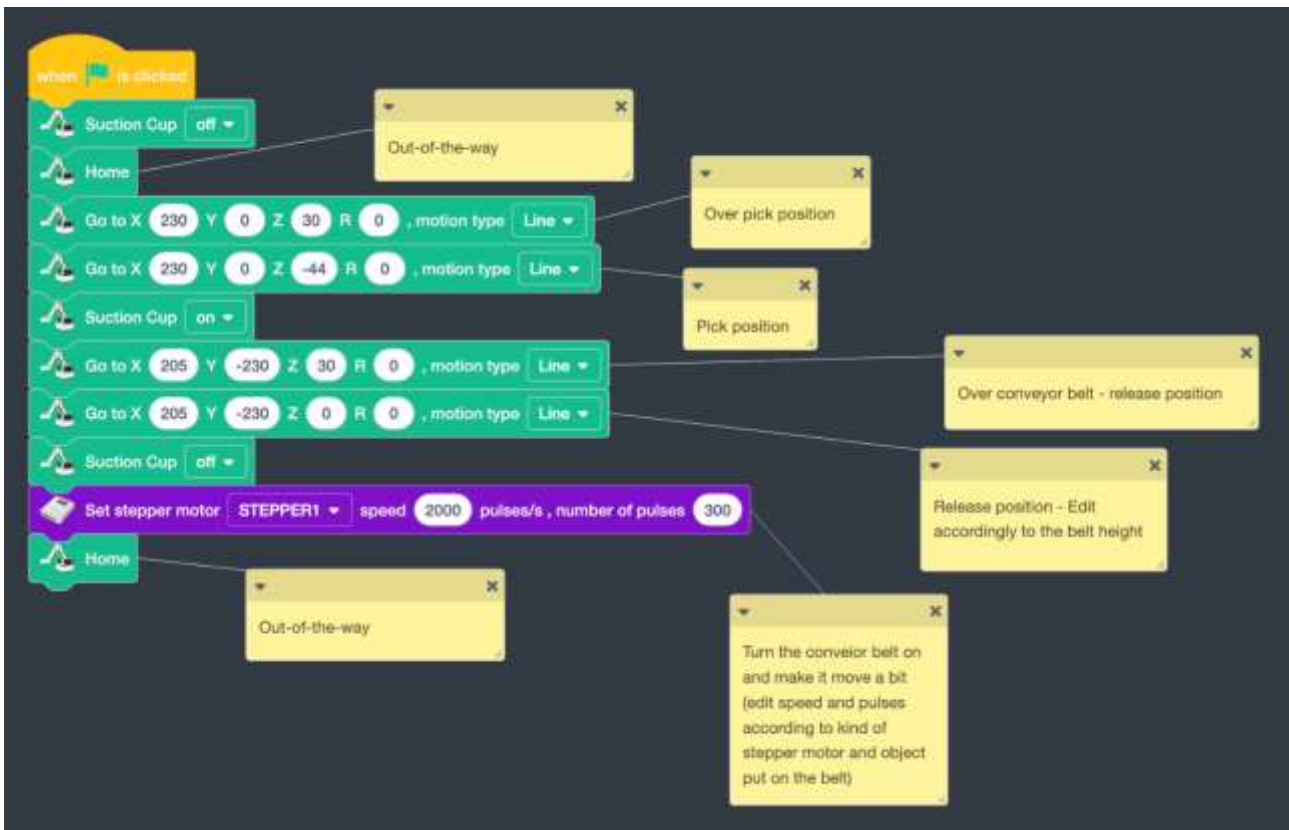 when is clicked
Suction Cup off
Home
Out-of-the-way
Go to X 230 Y 0 Z 30 R 0 , motion type Line
Over pick position
Go to X 230 Y 0 Z -44 R 0 , motion type Line
Pick position
Suction Cup on
Go to X 205 Y -230 Z 30 R 0 , motion type Line
Over conveyor belt - release position
Go to X 205 Y -230 Z 0 R 0 , motion type Line
Release position - Edit
accordingly to the belt height
Suction Cup off
Set stepper motor STEPPER1 speed 2000 pulses/s , number of pulses 300
Turn the conveior belt on
and make it move a bit
(edit speed and pulses
according to kind of
stepper motor and object
put on the belt)
Home
Out-of-the-way